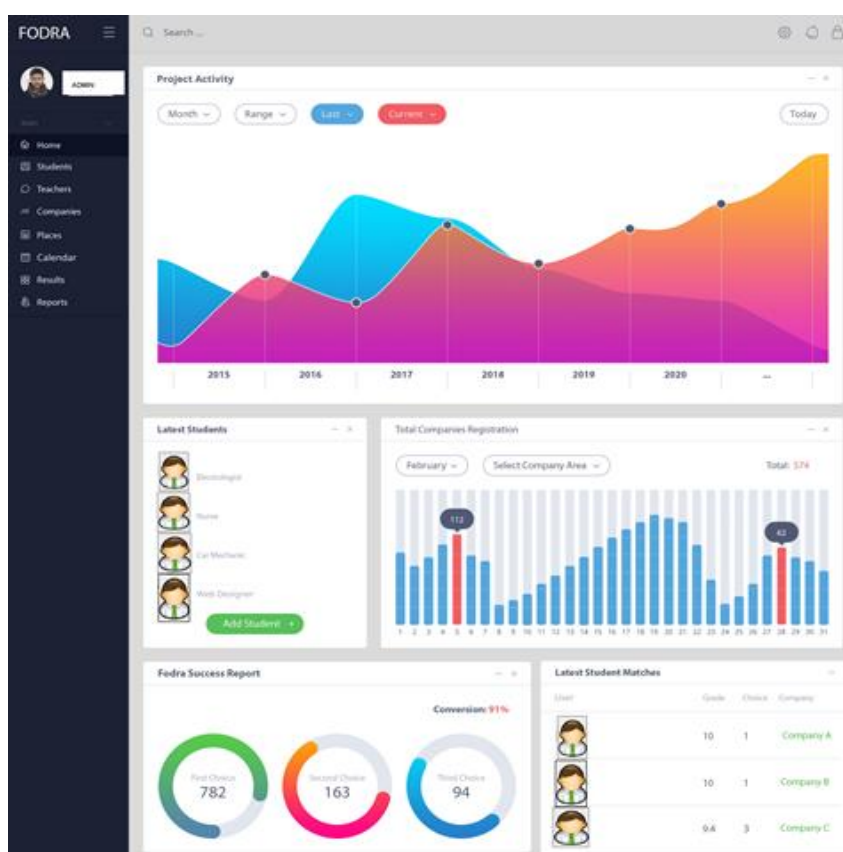 FODRA
Search ...
ADMIN
Home
Students
Teachers
Companies
Places
Calendar
Results
Reports
Project Activity
Month Range Last Current Today
2015 2016 2017 2018 2019 2020 ...
Latest Students
Nurse
Car Mechanic
Web Designer
Add Student +
Total Companies Registration
February Select Company Area Total: 574
112
62
1 2 3 4 5 6 7 8 9 10 11 12 13 14 15 16 17 18 19 20 21 22 23 24 25 26 27 28 29 30 31
Fodra Success Report
Conversion: 91%
First Choice
782
Second Choice
163
Third Choice
94
Latest Student Matches
User Grade Choice Company
10 1 Company A
10 1 Company B
9.4 3 Company C